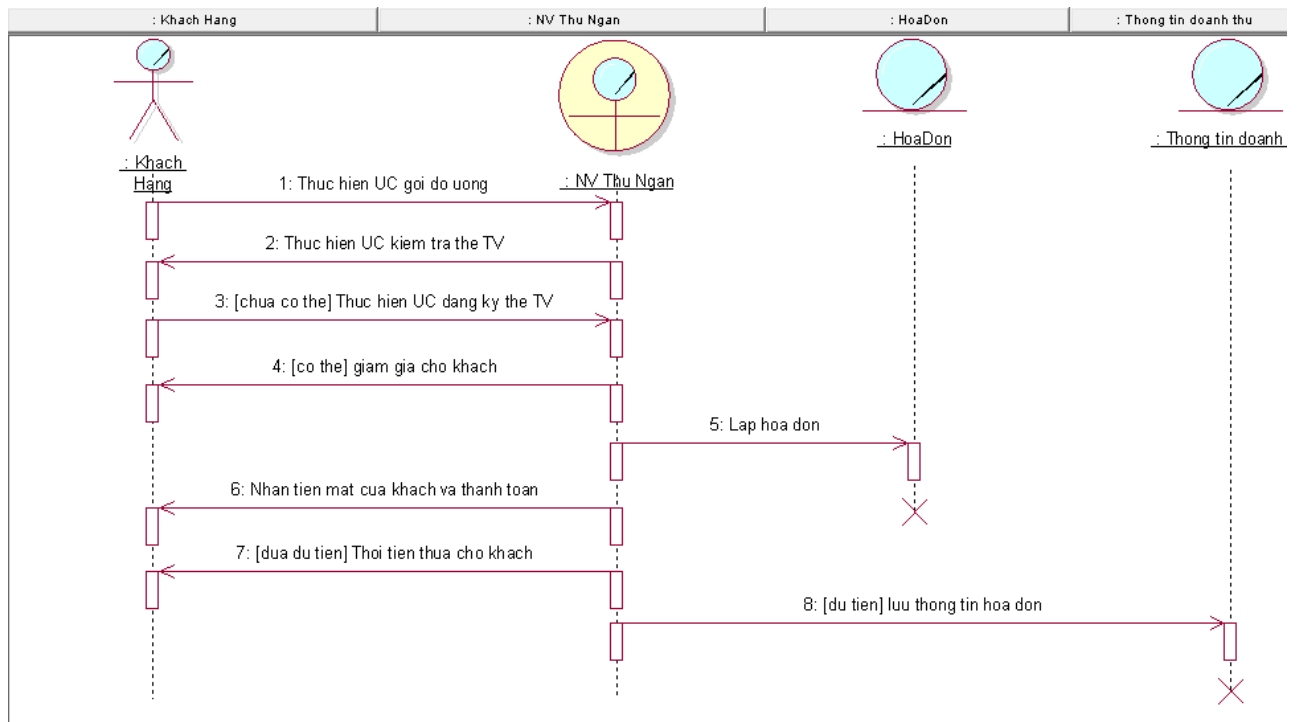 : Khach Hang
: NV Thu Ngan
: HoaDon
: Thong tin doanh thu
: Khach
Hang
: NV Thu Ngan
: HoaDon
: Thong tin doanh
1: Thuc hien UC goi do uong
2: Thuc hien UC kiem tra the TV
3: [chua co the] Thuc hien UC dang ky the TV
4: [co the] giam gia cho khach
5: Lap hoa don
6: Nhan tien mat cua khach va thanh toan
7: [dua du tien] Thoi tien thua cho khach
8: [du tien] luu thong tin hoa don